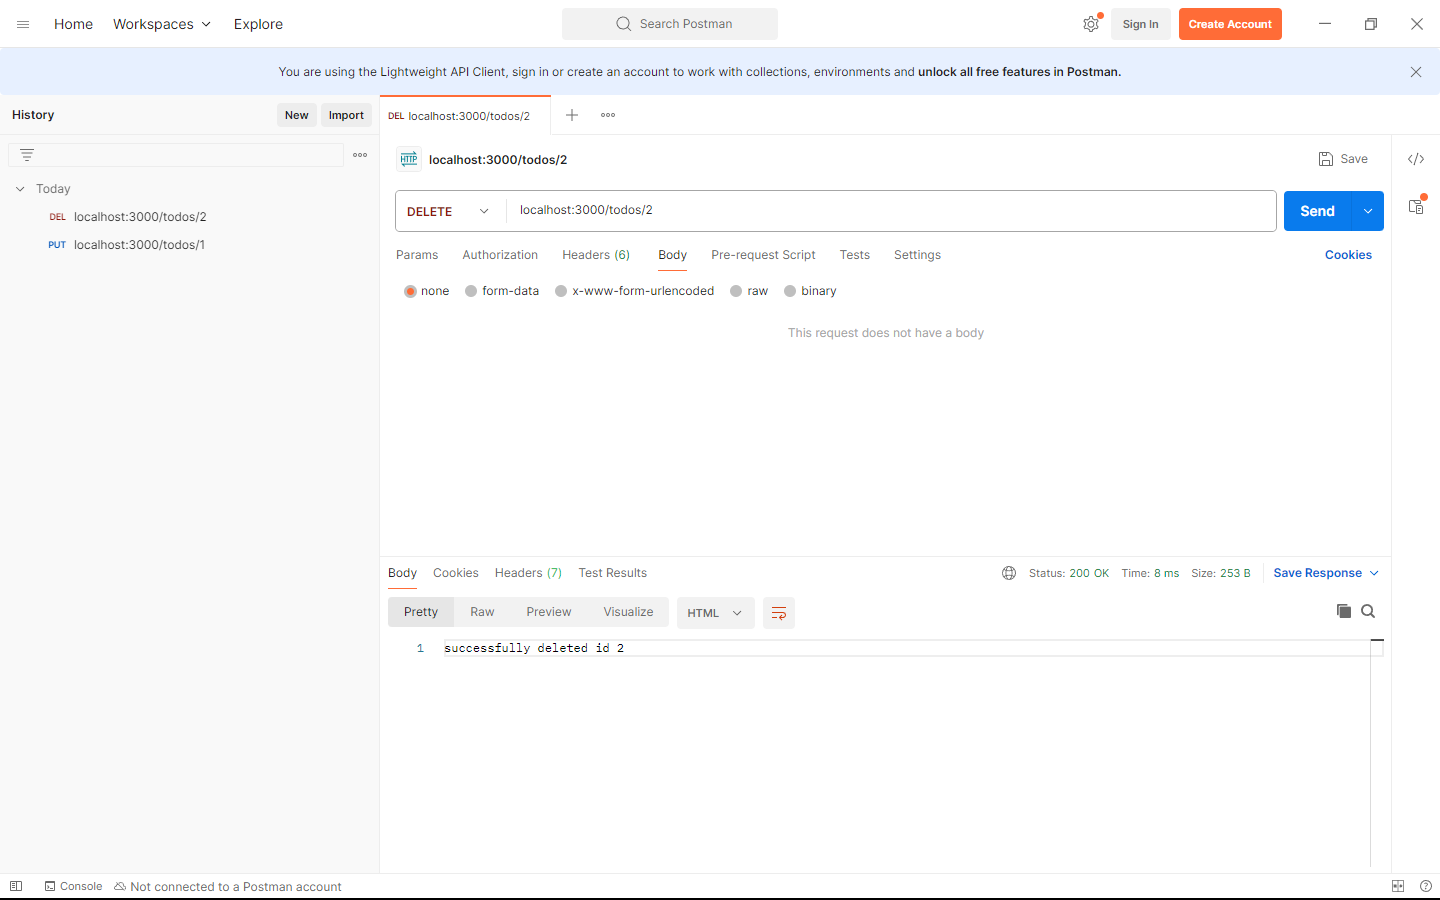 Home
Workspaces
Explore
Search Postman
Sign In
Create Account
You are using the Lightweight API Client, sign in or create an account to work with collections, environments and unlock all free features in Postman.
History
New
Import
DEL localhost:3000/todos/2
HTTP localhost:3000/todos/2
Save
Today
DEL localhost:3000/todos/2
PUT localhost:3000/todos/1
DELETE
localhost:3000/todos/2
Send
Params
Authorization
Headers (6)
Body
Pre-request Script
Tests
Settings
Cookies
none
form-data
x-www-form-urlencoded
raw
binary
This request does not have a body
Body
Cookies
Headers (7)
Test Results
Status: 200 OK
Time: 8 ms
Size: 253 B
Save Response
Pretty
Raw
Preview
Visualize
HTML
1 successfully deleted id 2
Console
Not connected to a Postman account